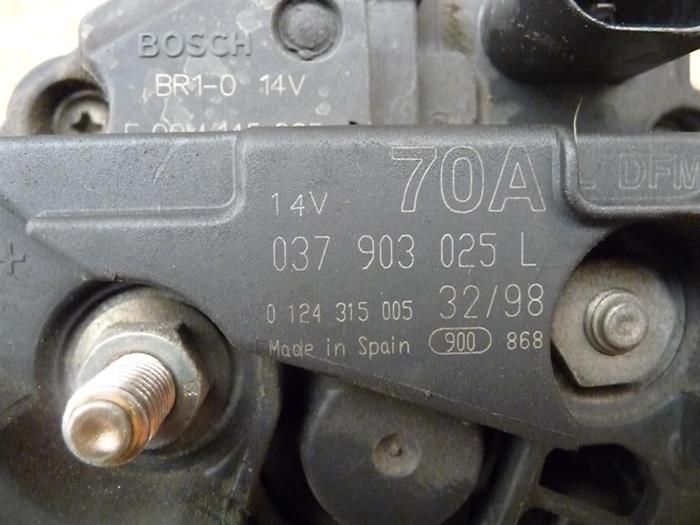 BOSCH
BR1-0 14V
14V 70A L DFM
037 903 025 L
0 124 315 005 32/98
Made in Spain 900 868
+